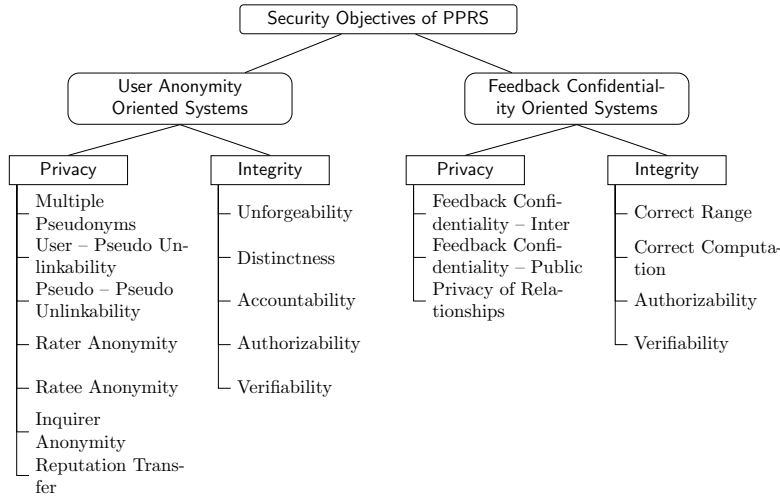 Security Objectives of PPRS
User Anonymity
Oriented Systems
Feedback Confidential-
ity Oriented Systems
Privacy
Multiple
Pseudonyms
User – Pseudo Un-
linkability
Pseudo – Pseudo
Unlinkability
Rater Anonymity
Ratee Anonymity
Inquirer
Anonymity
Reputation Trans-
fer
Integrity
Unforgeability
Distinctness
Accountability
Authorizability
Verifiability
Privacy
Feedback Confi-
dentiality – Inter
Feedback Confi-
dentiality – Public
Privacy of Rela-
tionships
Integrity
Correct Range
Correct Computa-
tion
Authorizability
Verifiability